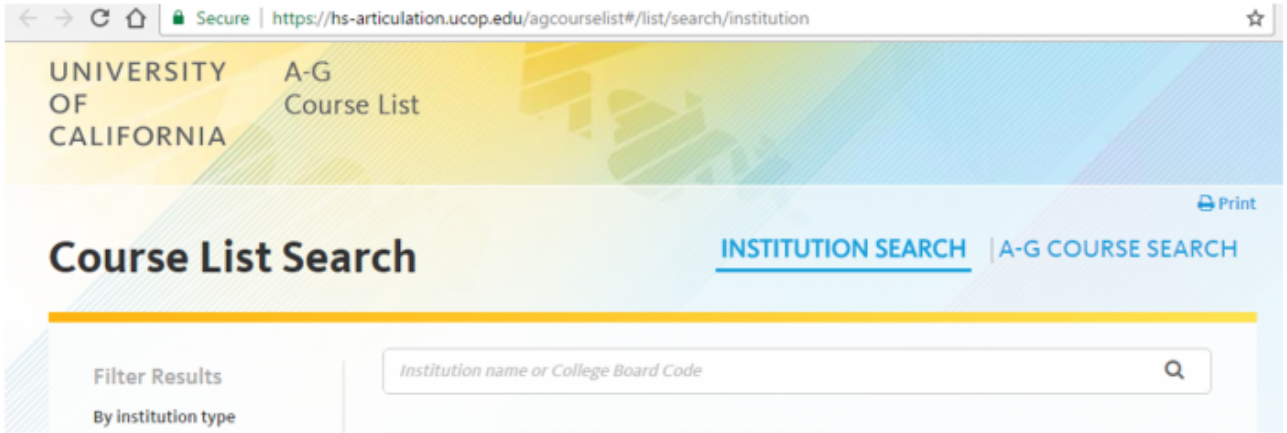 Secure | https://hs-articulation.ucop.edu/agcourselist#/list/search/institution
UNIVERSITY
OF
CALIFORNIA
A-G
Course List
Print
Course List Search
INSTITUTION SEARCH | A-G COURSE SEARCH
Filter Results
By institution type
Institution name or College Board Code